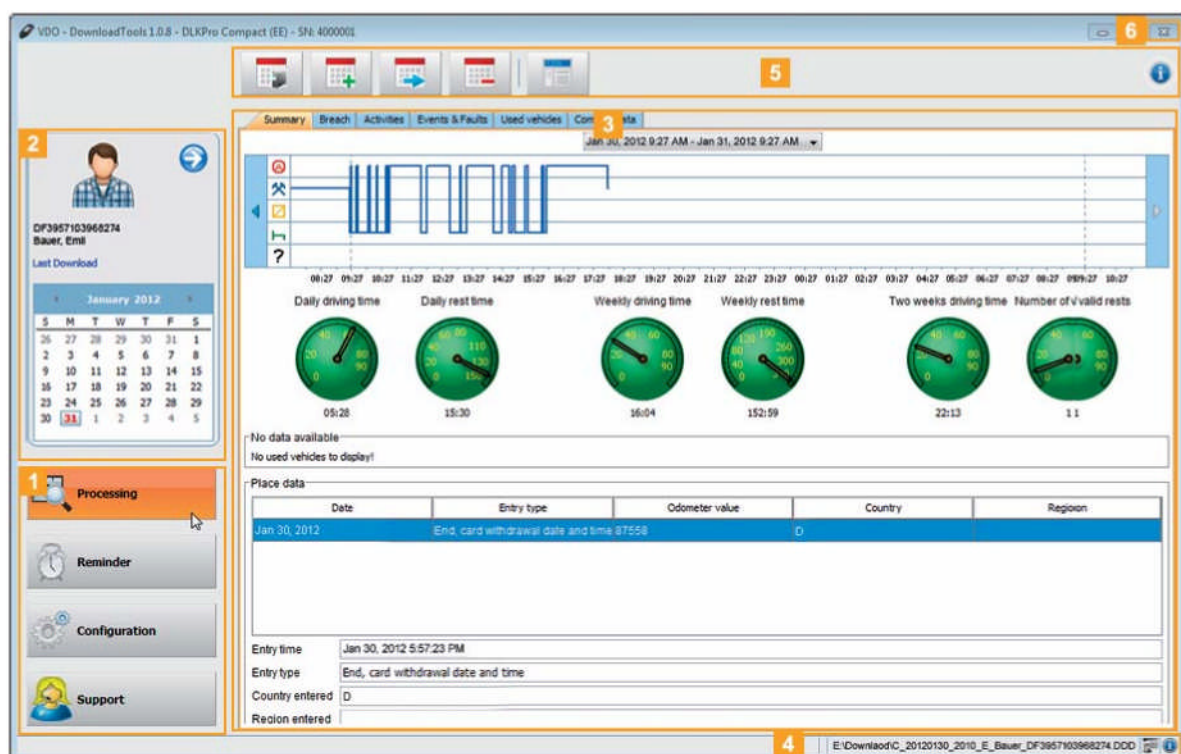 VDO - DownloadTools 1.0.8 - DLKPro Compact (EE) - SN: 4000001
6
5
2
DF3957103968274
Bauer, Emil
Last Download
January 2012
S M T W T F S
26 27 28 29 30 31 1
2 3 4 5 6 7 8
9 10 11 12 13 14 15
16 17 18 19 20 21 22
23 24 25 26 27 28 29
30 31 1 2 3 4 5
1
Processing
Reminder
Configuration
Support
3
Summary Breach Activities Events & Faults Used vehicles
Jan 30, 2012 9:27 AM - Jan 31, 2012 9:27 AM
?
08:27 09:27 10:27 11:27 12:27 13:27 14:27 15:27 16:27 17:27 18:27 19:27 20:27 21:27 22:27 23:27 00:27 01:27 02:27 03:27 04:27 05:27 06:27 07:27 08:27 09:27 10:27
Daily driving time Daily rest time Weekly driving time Weekly rest time Two weeks driving time Number of valid rests
05:28 15:30 16:04 152:59 22:13 11
No data available
No used vehicles to display!
Place data
Date Entry type Odometer value Country Region
Jan 30, 2012 End, card withdrawal date and time 87558 D
Entry time Jan 30, 2012 5:57:23 PM
Entry type End, card withdrawal date and time
Country entered D
Region entered
4
E:\Downlaod\C_20120130_2010_E_Bauer_DF3957103968274.DDD